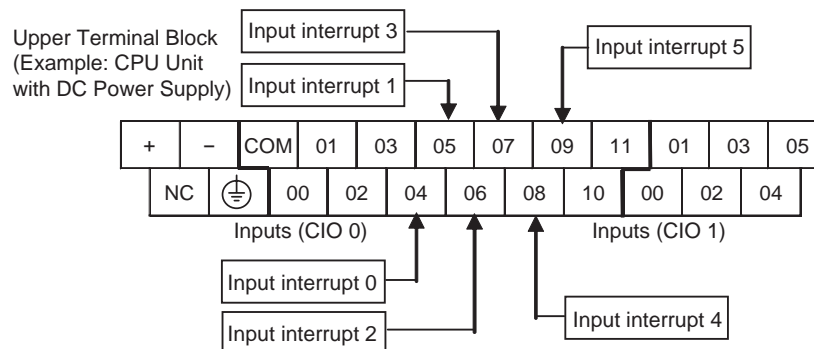 Upper Terminal Block
(Example: CPU Unit
with DC Power Supply)
Input interrupt 3
Input interrupt 5
Input interrupt 1
+ − COM 01 03 05 07 09 11 01 03 05
NC 00 02 04 06 08 10 00 02 04
Inputs (CIO 0)
Inputs (CIO 1)
Input interrupt 0
Input interrupt 2
Input interrupt 4